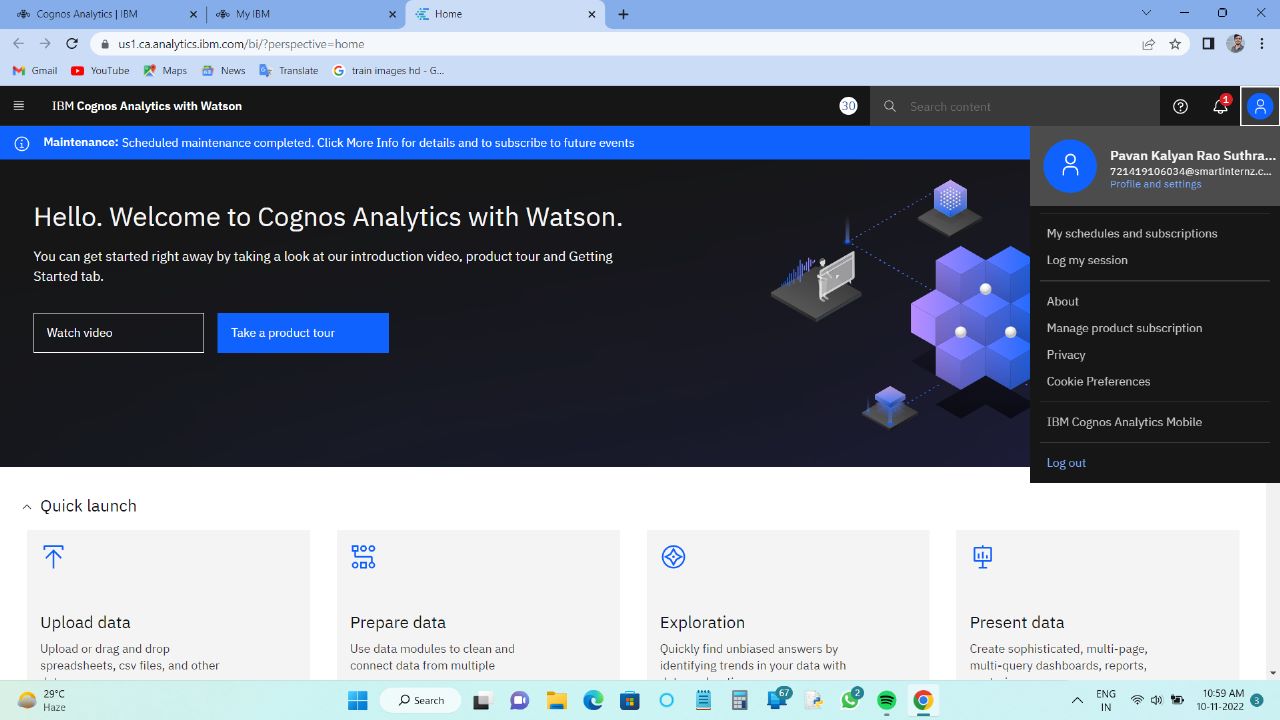 Cognos Analytics | IBM
My IBM
Home
us1.ca.analytics.ibm.com/bi/?perspective=home
Gmail
YouTube
Maps
News
Translate
train images hd - G...
IBM Cognos Analytics with Watson
30
Search content
1
Maintenance: Scheduled maintenance completed. Click More Info for details and to subscribe to future events
Pavan Kalyan Rao Suthra...
721419106034@smartinternz.c...
Profile and settings
My schedules and subscriptions
Log my session
About
Manage product subscription
Privacy
Cookie Preferences
IBM Cognos Analytics Mobile
Log out
Hello. Welcome to Cognos Analytics with Watson.
You can get started right away by taking a look at our introduction video, product tour and Getting
Started tab.
Watch video
Take a product tour
Quick launch
Upload data
Upload or drag and drop
spreadsheets, csv files, and other
Prepare data
Use data modules to clean and
connect data from multiple
Exploration
Quickly find unbiased answers by
identifying trends in your data with
Present data
Create sophisticated, multi-page,
multi-query dashboards, reports,
29°C
Haze
Search
67
2
ENG
IN
10:59 AM
10-11-2022
3